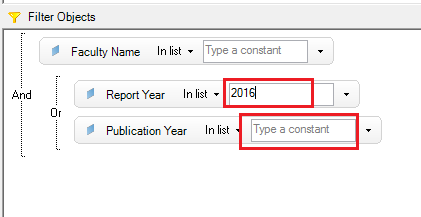 Filter Objects
Faculty Name In list Type a constant
And
Report Year In list 2016
Or
Publication Year In list Type a constant